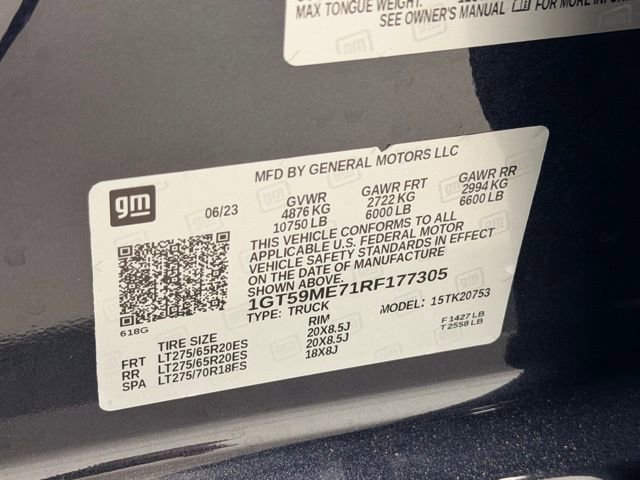 MAX TONGUE WEIGHT:
SEE OWNER'S MANUAL FOR MORE
MFD BY GENERAL MOTORS LLC
gm
06/23
GVWR GAWR FRT GAWR RR
4876 KG 2722 KG 2994 KG
10750 LB 6000 LB 6600 LB
THIS VEHICLE CONFORMS TO ALL
APPLICABLE U.S. FEDERAL MOTOR
VEHICLE SAFETY STANDARDS IN EFFECT
ON THE DATE OF MANUFACTURE
SHOWN ABOVE.
1GT59ME71RF177305
TYPE: TRUCK MODEL: 15TK20753
618G
TIRE SIZE RIM
FRT LT275/65R20ES 20X8.5J F 1427 LB
RR LT275/65R20ES 20X8.5J T 2558 LB
SPA LT275/70R18ES 18X8J